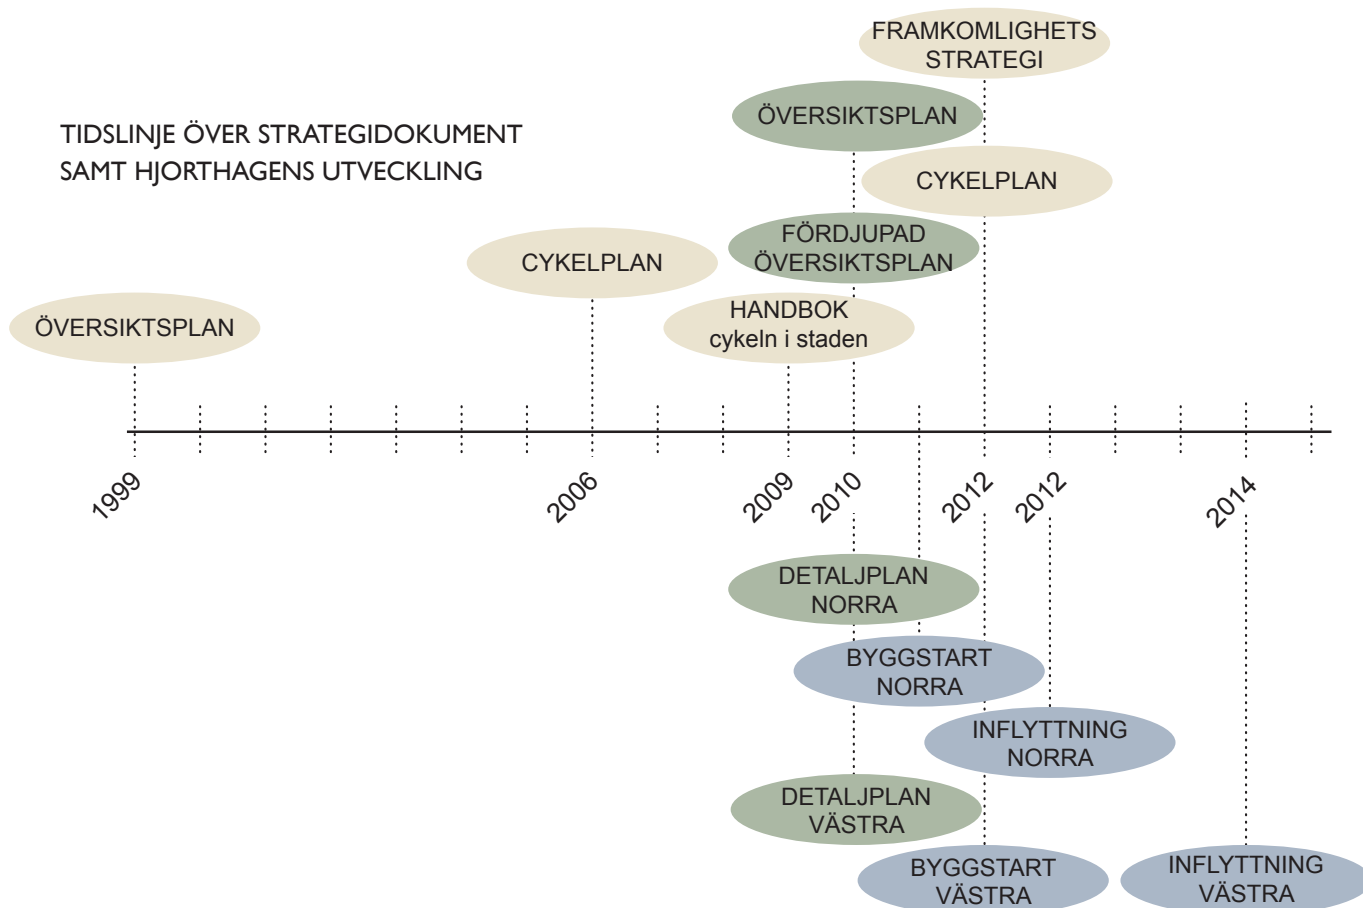 FRAMKOMLIGHETS
STRATEGI
ÖVERSIKTSPLAN
TIDSLINJE ÖVER STRATEGIDOKUMENT
SAMT HJORTHAGENS UTVECKLING
CYKELPLAN
FÖRDJUPAD
ÖVERSIKTSPLAN
CYKELPLAN
ÖVERSIKTSPLAN
HANDBOK
cykeln i staden
1999
2006
2009
2010
2012
2012
2014
DETALJPLAN
NORRA
BYGGSTART
NORRA
INFLYTTNING
NORRA
DETALJPLAN
VÄSTRA
BYGGSTART
VÄSTRA
INFLYTTNING
VÄSTRA